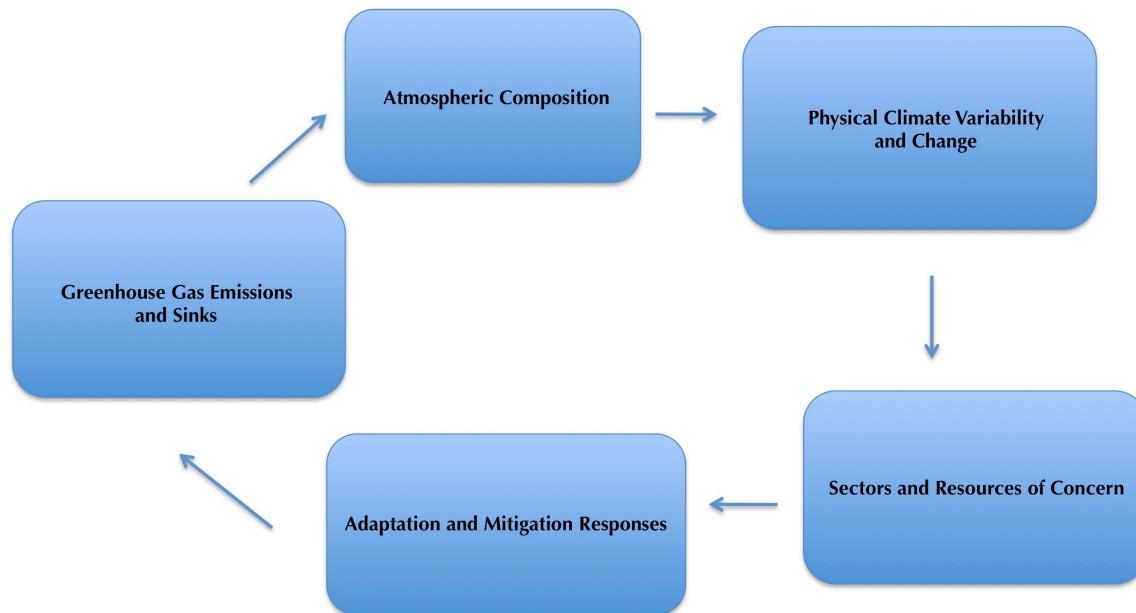 Atmospheric Composition
Physical Climate Variability
and Change
Greenhouse Gas Emissions
and Sinks
Sectors and Resources of Concern
Adaptation and Mitigation Responses